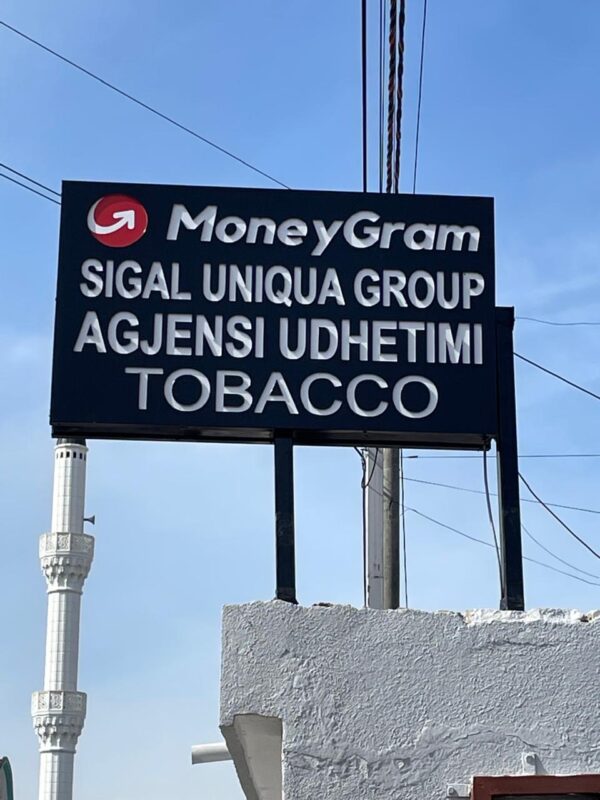 MoneyGram
SIGAL UNIQUA GROUP
AGJENSI UDHETIMI
TOBACCO